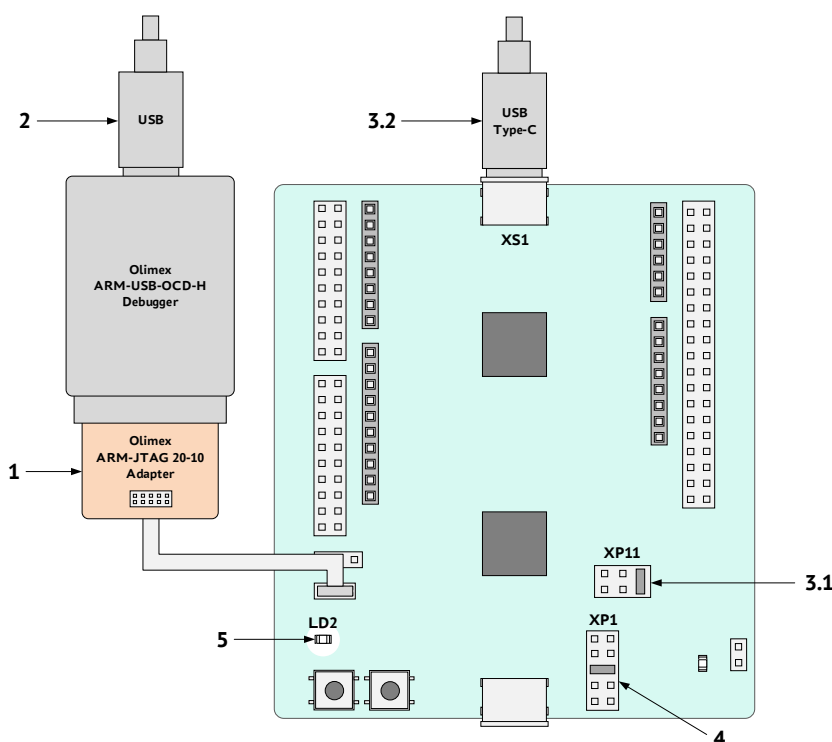 2
USB
3.2
USB
Type-C
XS1
Olimex
ARM-USB-OCD-H
Debugger
1
Olimex
ARM-JTAG 20-10
Adapter
XP11
3.1
LD2
5
XP1
4